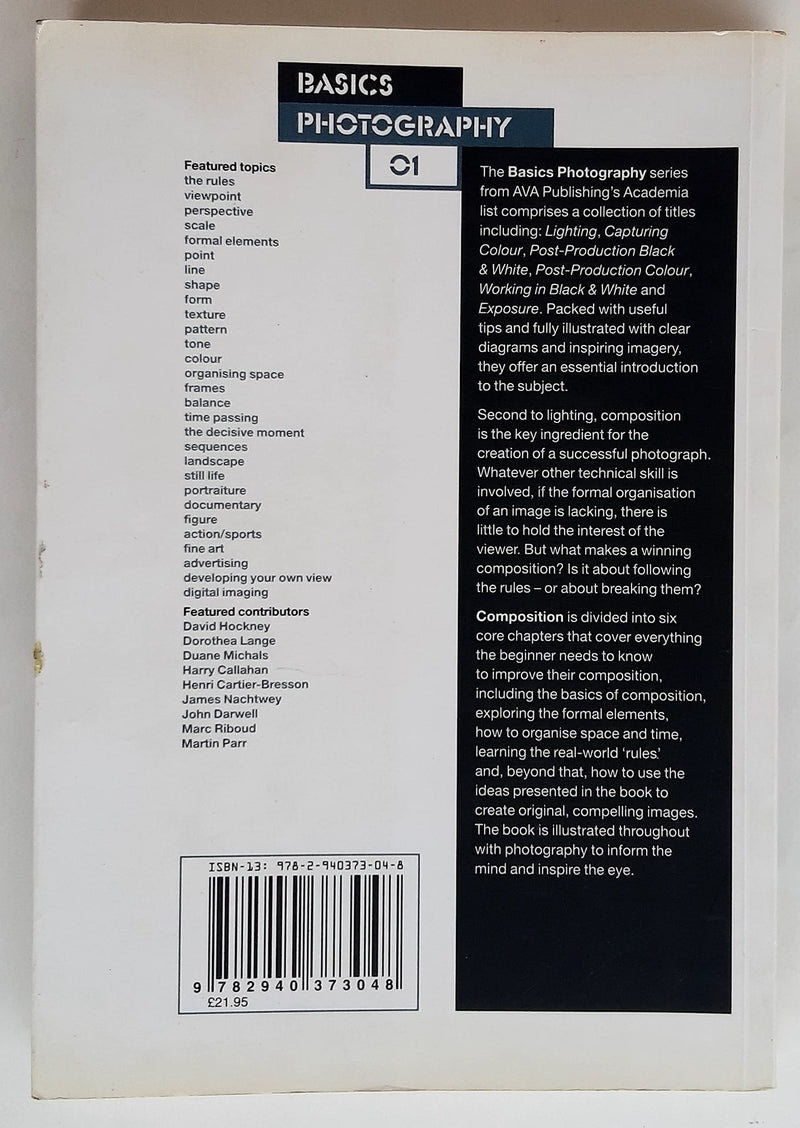 BASICS
PHOTOGRAPHY
01
Featured topics
the rules
viewpoint
perspective
scale
formal elements
point
line
shape
form
texture
pattern
tone
colour
organising space
frames
balance
time passing
the decisive moment
sequences
landscape
still life
portraiture
documentary
figure
action/sports
fine art
advertising
developing your own view
digital imaging
Featured contributors
David Hockney
Dorothea Lange
Duane Michals
Harry Callahan
Henri Cartier-Bresson
James Nachtwey
John Darwell
Marc Riboud
Martin Parr
The Basics Photography series
from AVA Publishing's Academia
list comprises a collection of titles
including: Lighting, Capturing
Colour, Post-Production Black
& White, Post-Production Colour,
Working in Black & White and
Exposure. Packed with useful
tips and fully illustrated with clear
diagrams and inspiring imagery,
they offer an essential introduction
to the subject.
Second to lighting, composition
is the key ingredient for the
creation of a successful photograph.
Whatever other technical skill is
involved, if the formal organisation
of an image is lacking, there is
little to hold the interest of the
viewer. But what makes a winning
composition? Is it about following
the rules – or about breaking them?
Composition is divided into six
core chapters that cover everything
the beginner needs to know
to improve their composition,
including the basics of composition,
exploring the formal elements,
how to organise space and time,
learning the real-world ‘rules.’
and, beyond that, how to use the
ideas presented in the book to
create original, compelling images.
The book is illustrated throughout
with photography to inform the
mind and inspire the eye.
ISBN-13: 978-2-940373-04-8
9 782940 373048
£21.95